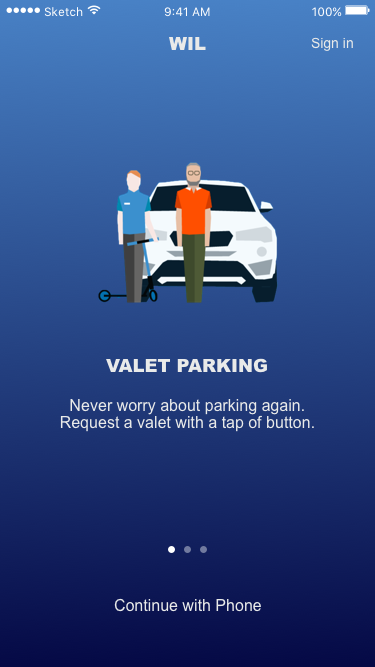 Sketch 9:41 AM 100%
WIL Sign in
VALET PARKING
Never worry about parking again.
Request a valet with a tap of button.
Continue with Phone